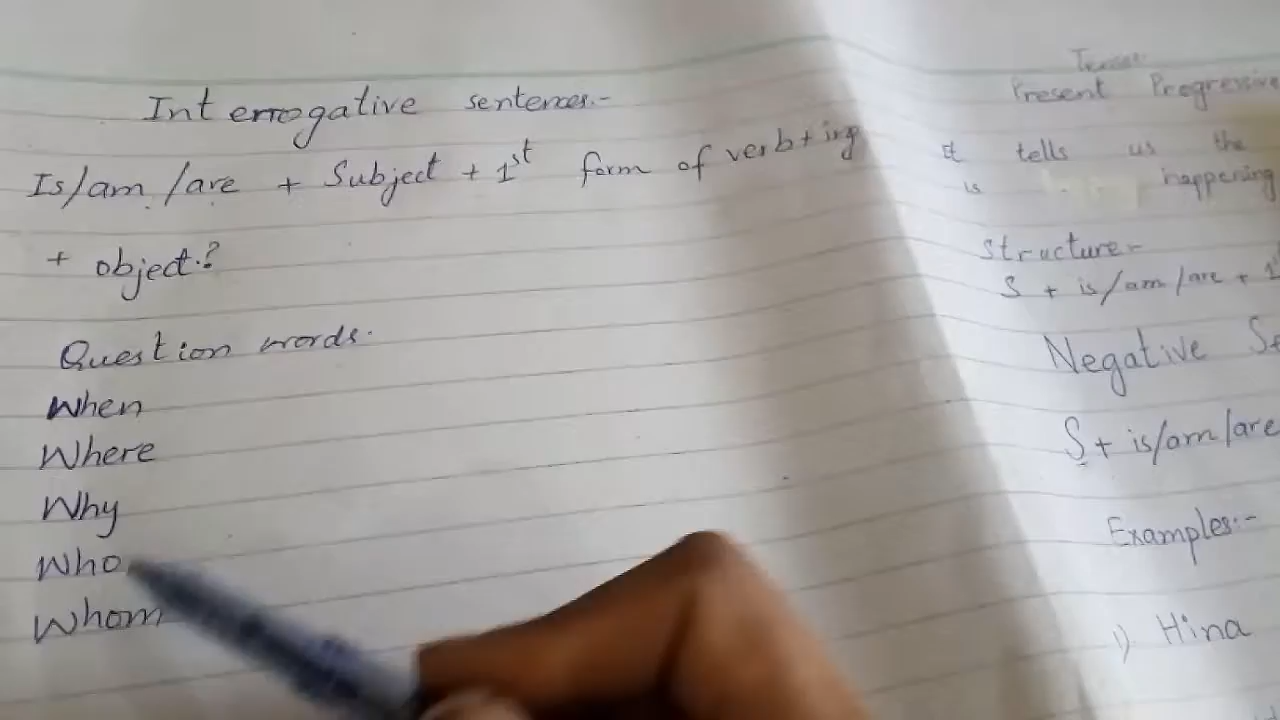 Interrogative sentences:-
Is/am/are + Subject + 1st form of verb+ing
+ object.?
Question words.
When
Where
Why
Who
Whom
Tense:
Present Progressive
it tells us the
is happening
Structure-
S + is/am/are + 1st
Negative
S + is/am/are
Examples:-
1) Hina